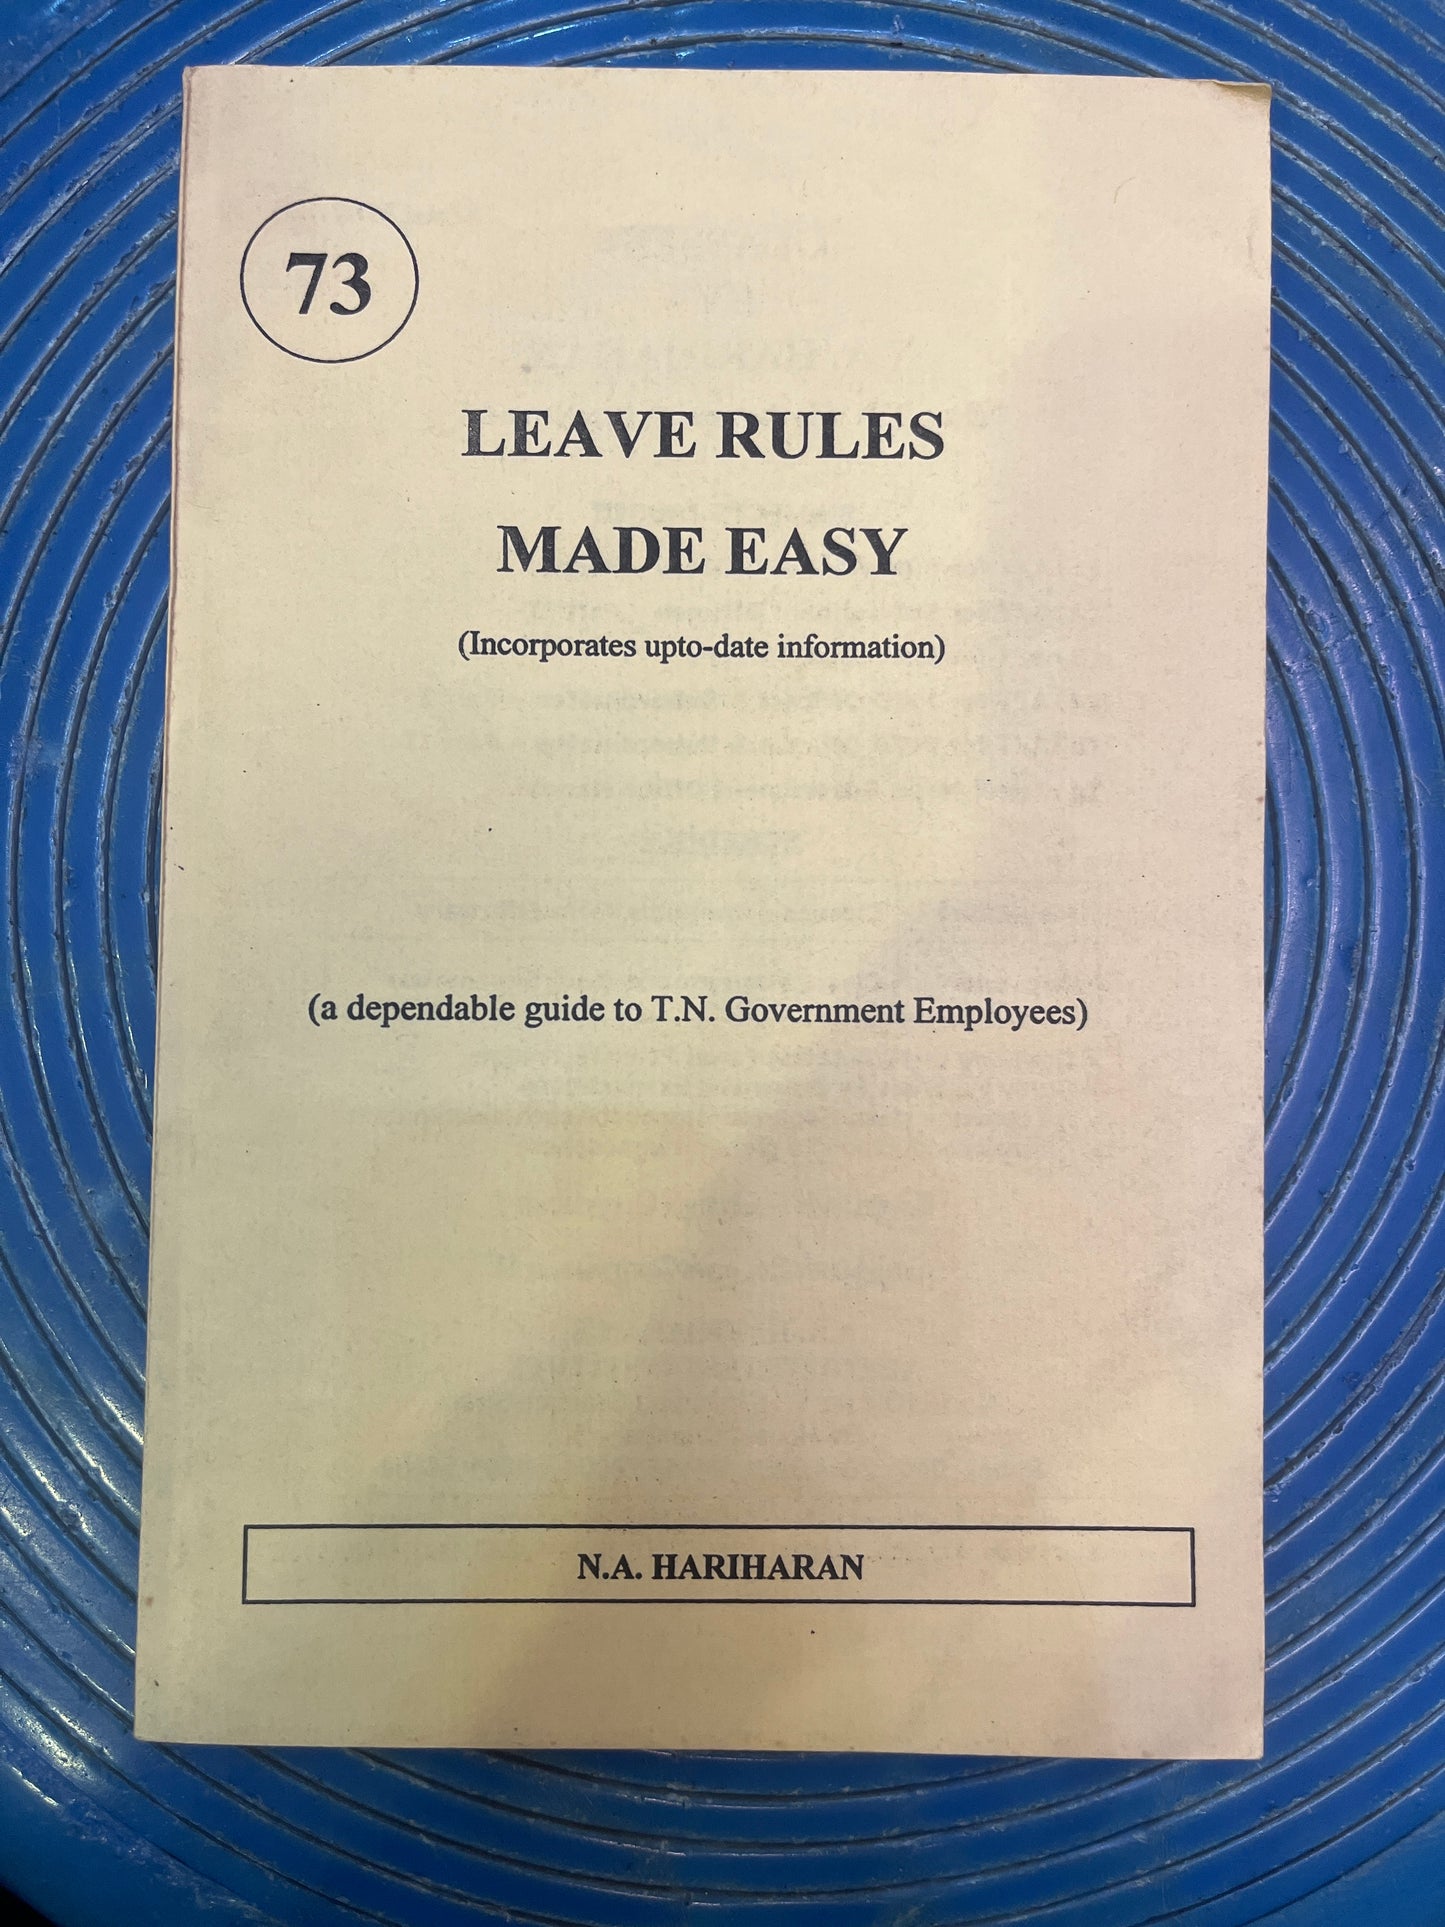 73
LEAVE RULES
MADE EASY
(Incorporates upto-date information)
(a dependable guide to T.N. Government Employees)
N.A. HARIHARAN